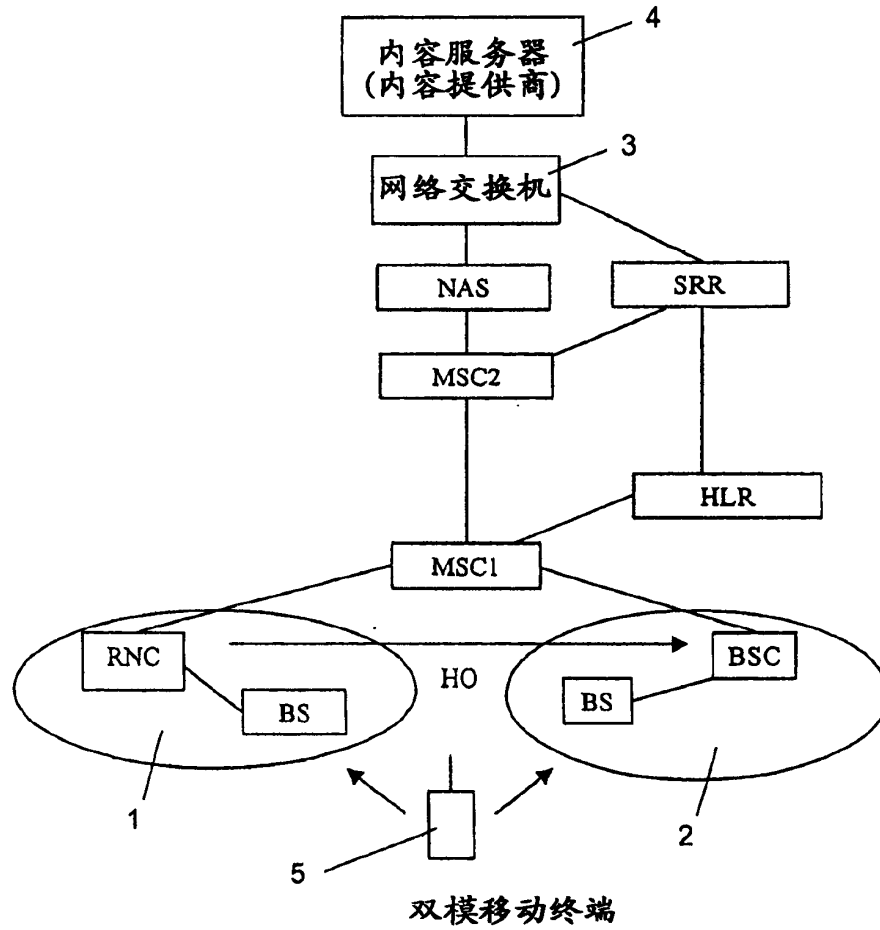 4
内容服务器
(内容提供商)
3
网络交换机
NAS
SRR
MSC2
HLR
MSC1
RNC
BSC
HO
BS
BS
1
2
5
双模移动终端